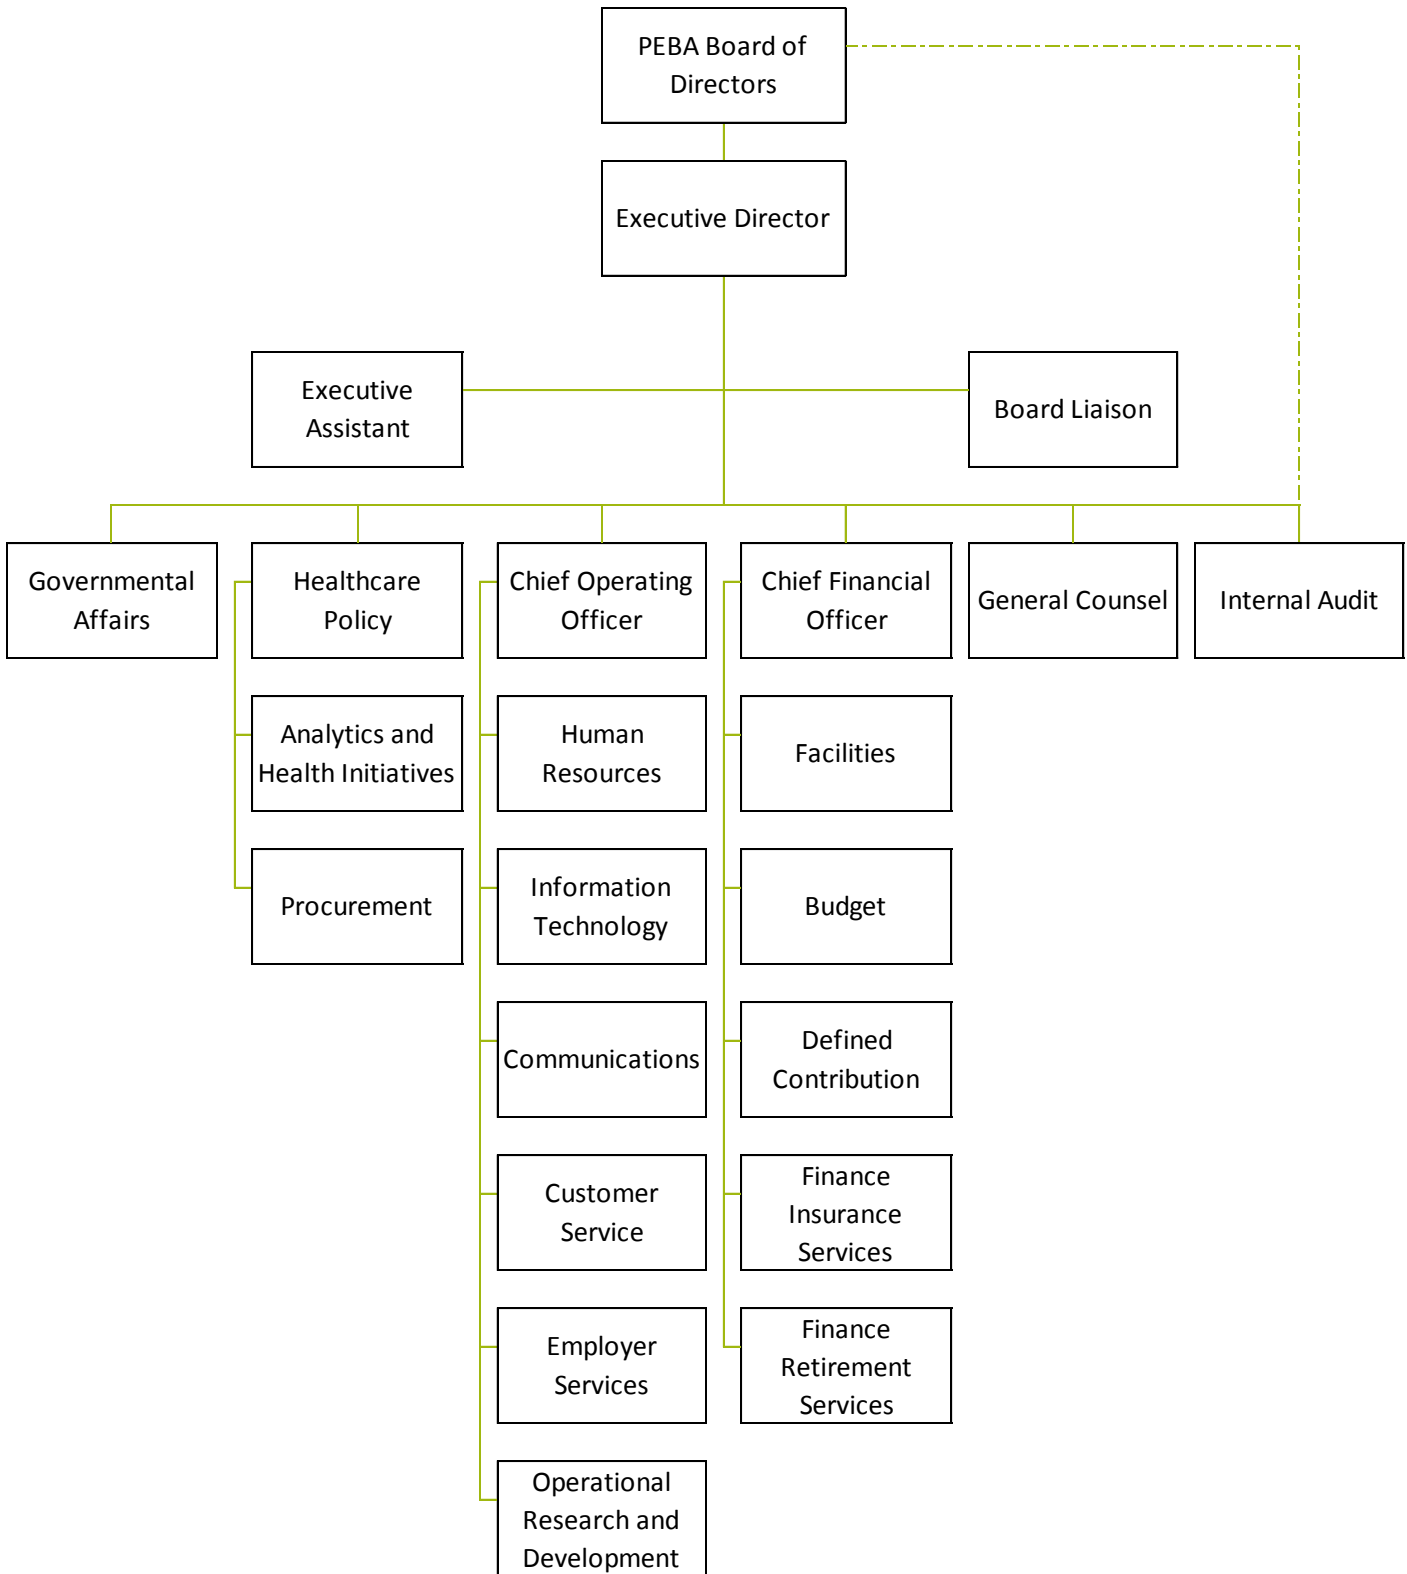 PEBA Board of
Directors
Executive Director
Executive
Assistant
Board Liaison
Governmental
Affairs
Healthcare
Policy
Chief Operating
Officer
Chief Financial
Officer
General Counsel
Internal Audit
Analytics and
Health Initiatives
Procurement
Human
Resources
Information
Technology
Communications
Customer
Service
Employer
Services
Operational
Research and
Development
Facilities
Budget
Defined
Contribution
Finance
Insurance
Services
Finance
Retirement
Services